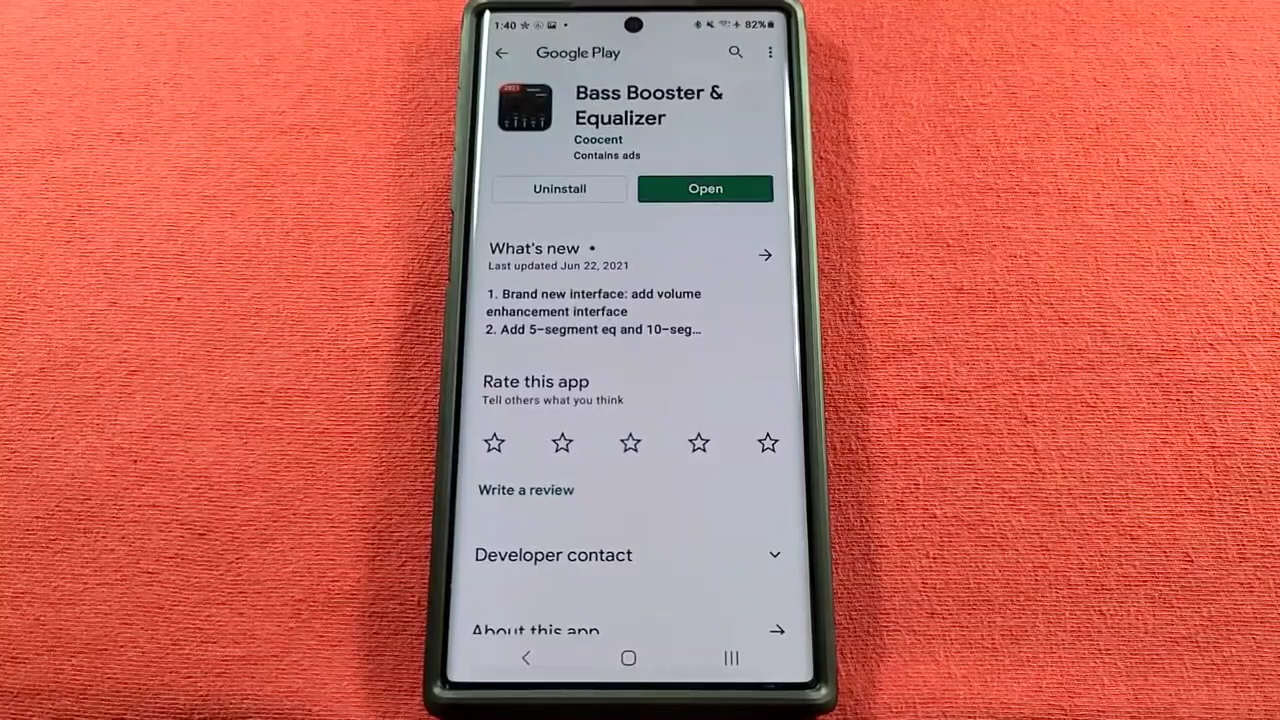 1:40
82%
Google Play
2021
Bass Booster &
Equalizer
Coocent
Contains ads
Uninstall
Open
What's new •
Last updated Jun 22, 2021
1. Brand new interface: add volume
enhancement interface
2. Add 5-segment eq and 10-seg...
Rate this app
Tell others what you think
Write a review
Developer contact
About this app